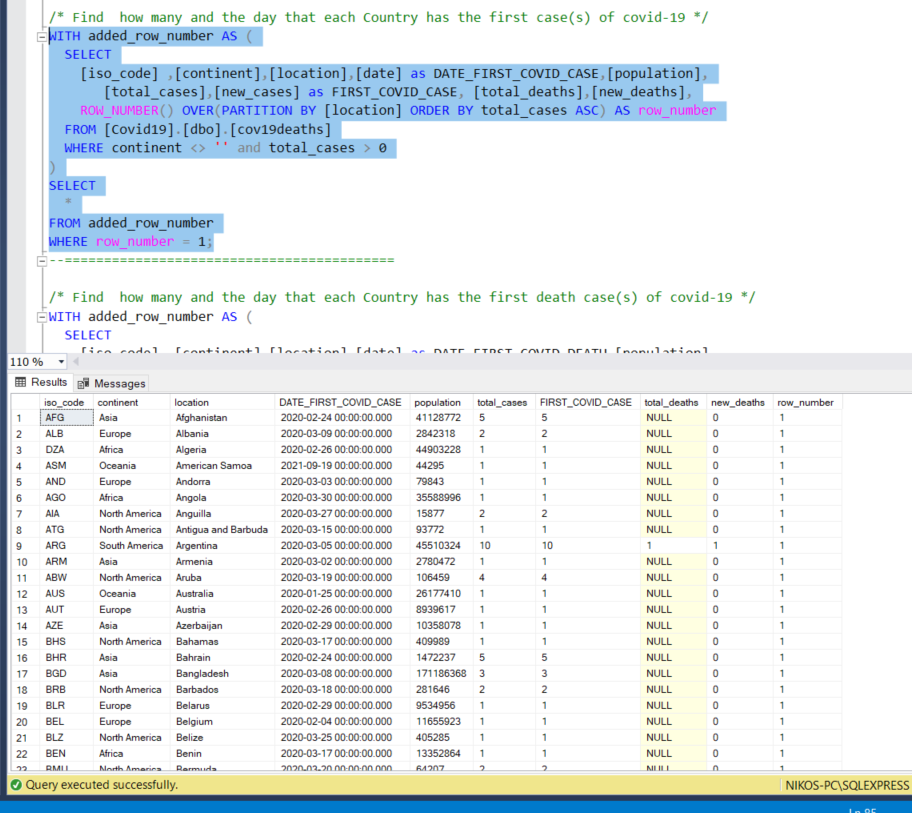 /* Find  how many and the day that each Country has the first case(s) of covid-19 */
WITH added_row_number AS (
SELECT
[iso_code] ,[continent],[location],[date] as DATE_FIRST_COVID_CASE,[population],
[total_cases],[new_cases] as FIRST_COVID_CASE, [total_deaths],[new_deaths],
ROW_NUMBER() OVER(PARTITION BY [location] ORDER BY total_cases ASC) AS row_number
FROM [Covid19].[dbo].[cov19deaths]
WHERE continent <> '' and total_cases > 0
)
SELECT
*
FROM added_row_number
WHERE row_number = 1;
--==========================================
/* Find  how many and the day that each Country has the first death case(s) of covid-19 */
WITH added_row_number AS (
SELECT
[iso_code] ,[continent],[location],[date] as DATE_FIRST_COVID_DEATH,[population],
110 %
Results Messages
iso_code continent location DATE_FIRST_COVID_CASE population total_cases FIRST_COVID_CASE total_deaths new_deaths row_number
1 AFG Asia Afghanistan 2020-02-24 00:00:00.000 41128772 5 5 NULL 0 1
2 ALB Europe Albania 2020-03-09 00:00:00.000 2842318 2 2 NULL 0 1
3 DZA Africa Algeria 2020-02-26 00:00:00.000 44903228 1 1 NULL 0 1
4 ASM Oceania American Samoa 2021-09-19 00:00:00.000 44295 1 1 NULL 0 1
5 AND Europe Andorra 2020-03-03 00:00:00.000 79843 1 1 NULL 0 1
6 AGO Africa Angola 2020-03-30 00:00:00.000 35588996 1 1 NULL 0 1
7 AIA North America Anguilla 2020-03-27 00:00:00.000 15877 2 2 NULL 0 1
8 ATG North America Antigua and Barbuda 2020-03-15 00:00:00.000 93772 1 1 NULL 0 1
9 ARG South America Argentina 2020-03-05 00:00:00.000 45510324 10 10 1 1 1
10 ARM Asia Armenia 2020-03-02 00:00:00.000 2780472 1 1 NULL 0 1
11 ABW North America Aruba 2020-03-19 00:00:00.000 106459 4 4 NULL 0 1
12 AUS Oceania Australia 2020-01-25 00:00:00.000 26177410 1 1 NULL 0 1
13 AUT Europe Austria 2020-02-26 00:00:00.000 8939617 1 1 NULL 0 1
14 AZE Asia Azerbaijan 2020-02-29 00:00:00.000 10358078 1 1 NULL 0 1
15 BHS North America Bahamas 2020-03-17 00:00:00.000 409989 1 1 NULL 0 1
16 BHR Asia Bahrain 2020-02-24 00:00:00.000 1472237 5 5 NULL 0 1
17 BGD Asia Bangladesh 2020-03-08 00:00:00.000 171186368 3 3 NULL 0 1
18 BRB North America Barbados 2020-03-18 00:00:00.000 281646 2 2 NULL 0 1
19 BLR Europe Belarus 2020-02-29 00:00:00.000 9534956 1 1 NULL 0 1
20 BEL Europe Belgium 2020-02-04 00:00:00.000 11655923 1 1 NULL 0 1
21 BLZ North America Belize 2020-03-25 00:00:00.000 405285 1 1 NULL 0 1
22 BEN Africa Benin 2020-03-17 00:00:00.000 13352864 1 1 NULL 0 1
23 BMU North America Bermuda 2020-03-20 00:00:00.000 64207 2 2 NULL 0 1
Query executed successfully. NIKOS-PC\SQLEXPRESS
Ln 85